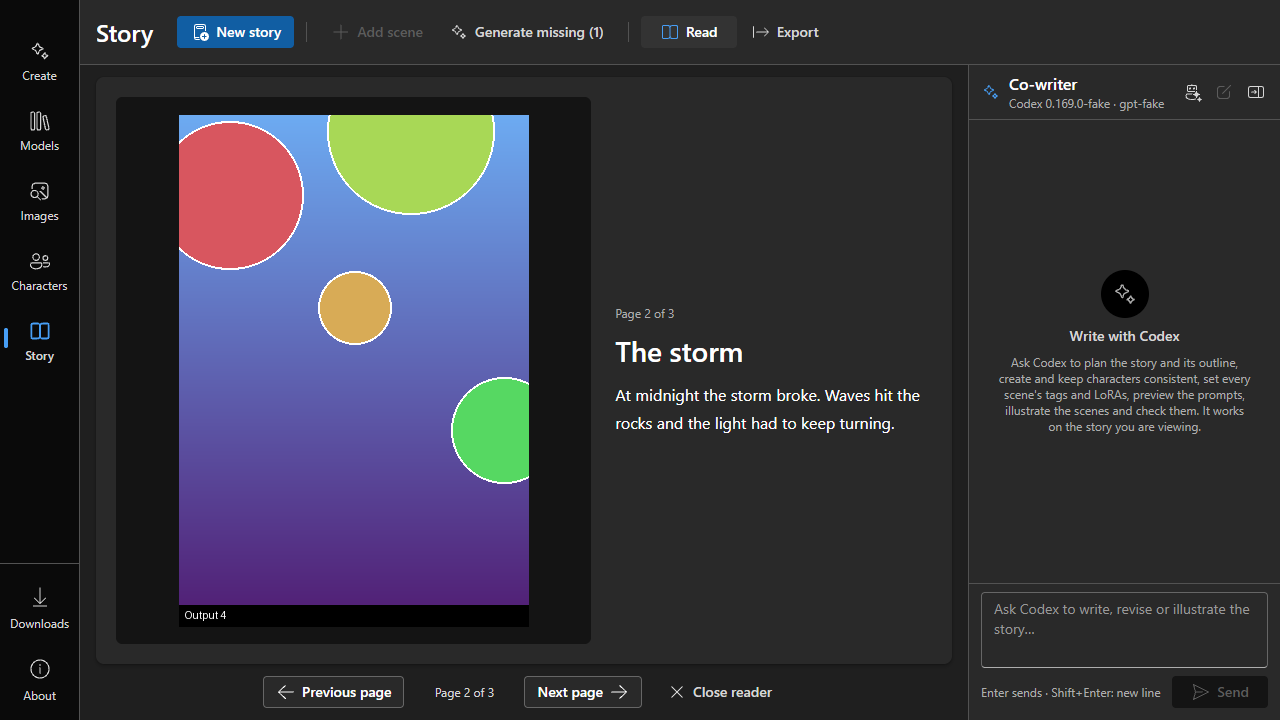 Story
New story
Add scene
Generate missing (1)
Read
Export
Create
Models
Images
Characters
Story
Downloads
About
Output 4
Page 2 of 3
The storm
At midnight the storm broke. Waves hit the
rocks and the light had to keep turning.
Previous page
Page 2 of 3
Next page
Close reader
Co-writer
Codex 0.169.0-fake · gpt-fake
Write with Codex
Ask Codex to plan the story and its outline,
create and keep characters consistent, set every
scene's tags and LoRAs, preview the prompts,
illustrate the scenes and check them. It works
on the story you are viewing.
Ask Codex to write, revise or illustrate the
story...
Enter sends · Shift+Enter: new line
Send